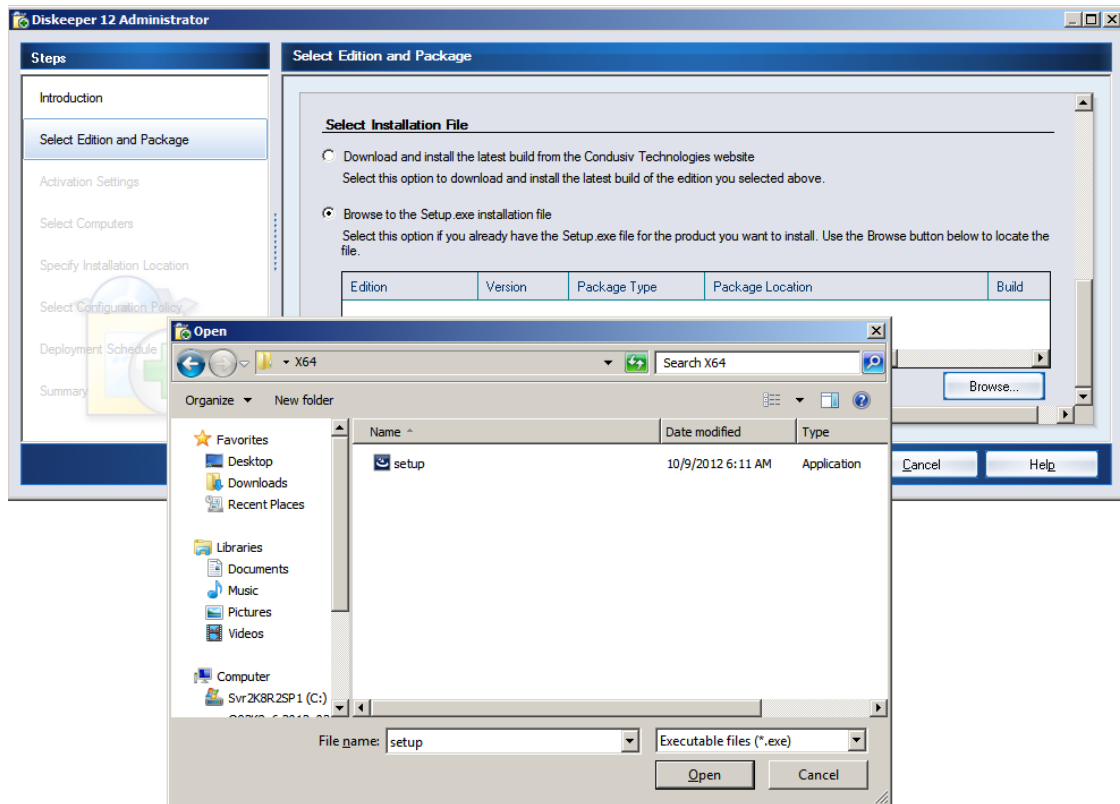 Diskeeper 12 Administrator
Steps
Introduction
Select Edition and Package
Activation Settings
Select Computers
Specify Installation Location
Select Configuration Policy
Deployment Schedule
Summary
Select Edition and Package
Select Installation File
Download and install the latest build from the Condusiv Technologies website
Select this option to download and install the latest build of the edition you selected above.
Browse to the Setup.exe installation file
Select this option if you already have the Setup.exe file for the product you want to install. Use the Browse button below to locate the
file.
Edition Version Package Type Package Location Build
Browse...
Cancel Help
Open
X64
Search X64
Organize New folder
Favorites
Desktop
Downloads
Recent Places
Libraries
Documents
Music
Pictures
Videos
Computer
Svr2K8R2SP1 (C:)
Name Date modified Type
setup 10/9/2012 6:11 AM Application
File name: setup
Executable files (*.exe)
Open Cancel